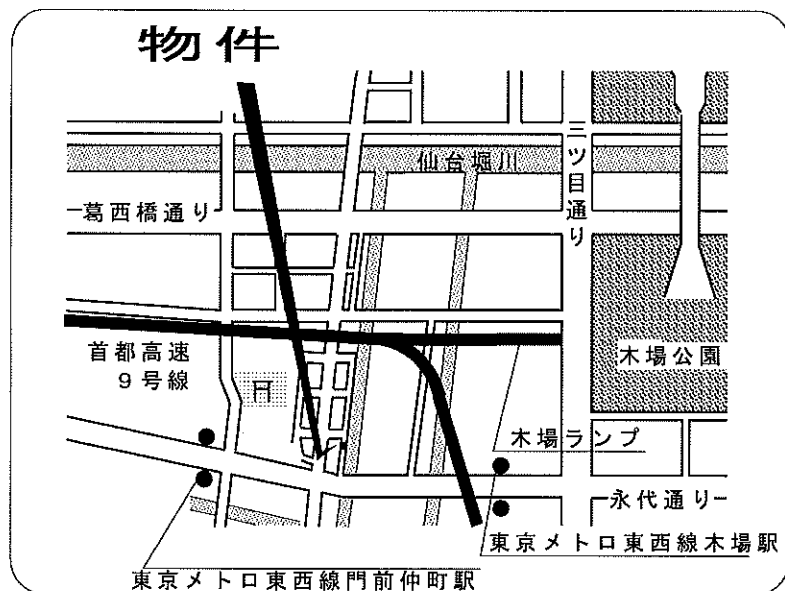 物件
三ツ目通り
仙台堀川
葛西橋通り
首都高速
9号線
木場公園
木場ランプ
永代通り
東京メトロ東西線木場駅
東京メトロ東西線門前仲町駅